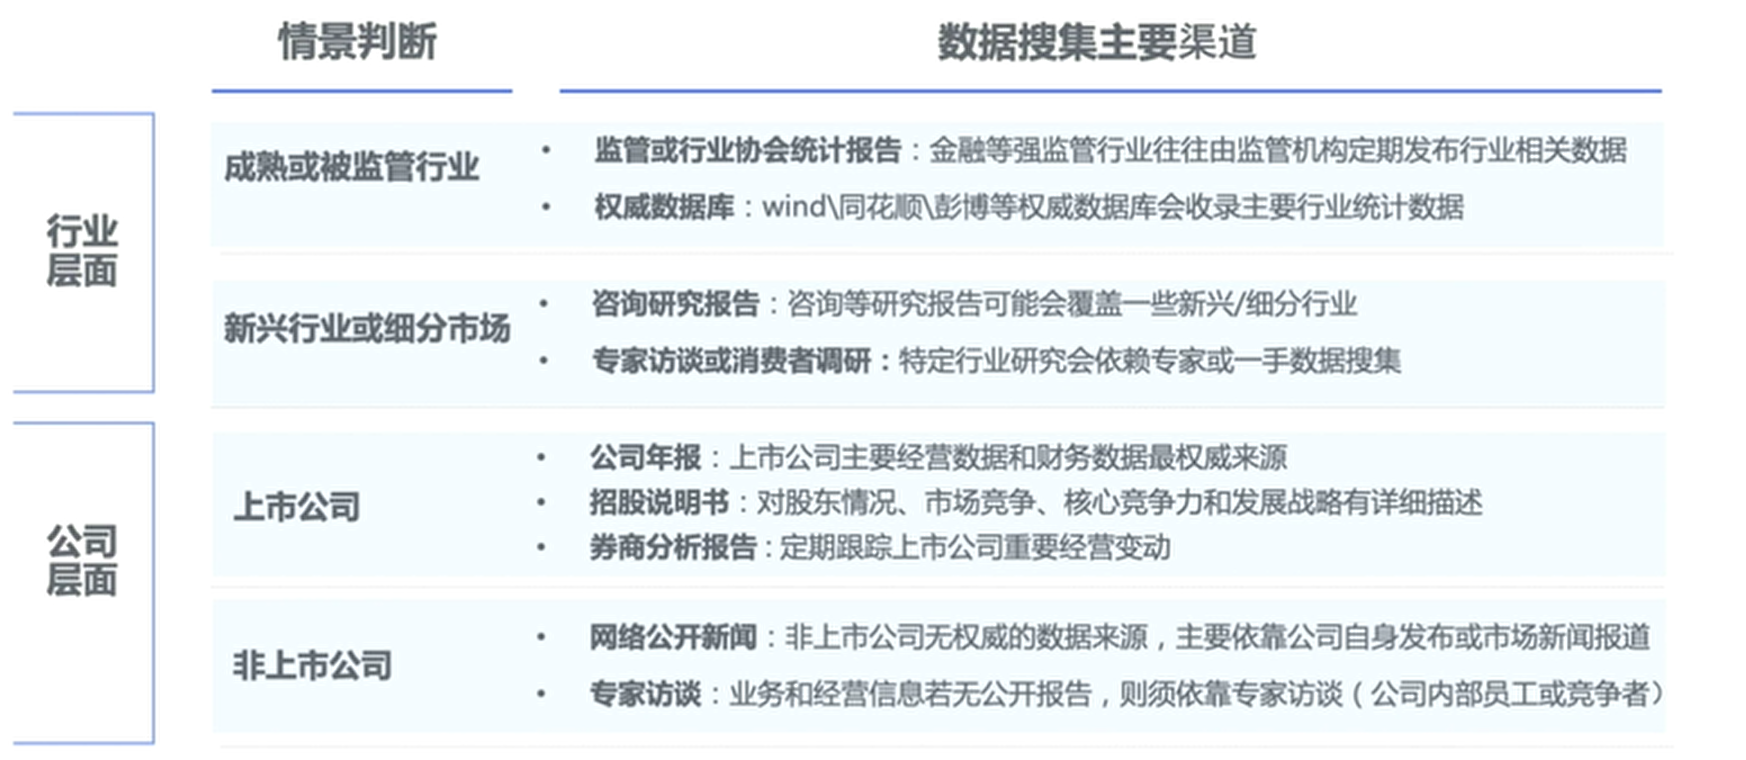 情景判断
数据搜集主要渠道
行业
层面
成熟或被监管行业
• 监管或行业协会统计报告：金融等强监管行业往往由监管机构定期发布行业相关数据
• 权威数据库：wind\同花顺\彭博等权威数据库会收录主要行业统计数据
新兴行业或细分市场
• 咨询研究报告：咨询等研究报告可能会覆盖一些新兴/细分行业
• 专家访谈或消费者调研：特定行业研究会依赖专家或一手数据搜集
公司
层面
上市公司
• 公司年报：上市公司主要经营数据和财务数据最权威来源
• 招股说明书：对股东情况、市场竞争、核心竞争力和发展战略有详细描述
• 券商分析报告：定期跟踪上市公司重要经营变动
非上市公司
• 网络公开新闻：非上市公司无权威的数据来源，主要依靠公司自身发布或市场新闻报道
• 专家访谈：业务和经营信息若无公开报告，则须依靠专家访谈（公司内部员工或竞争者）